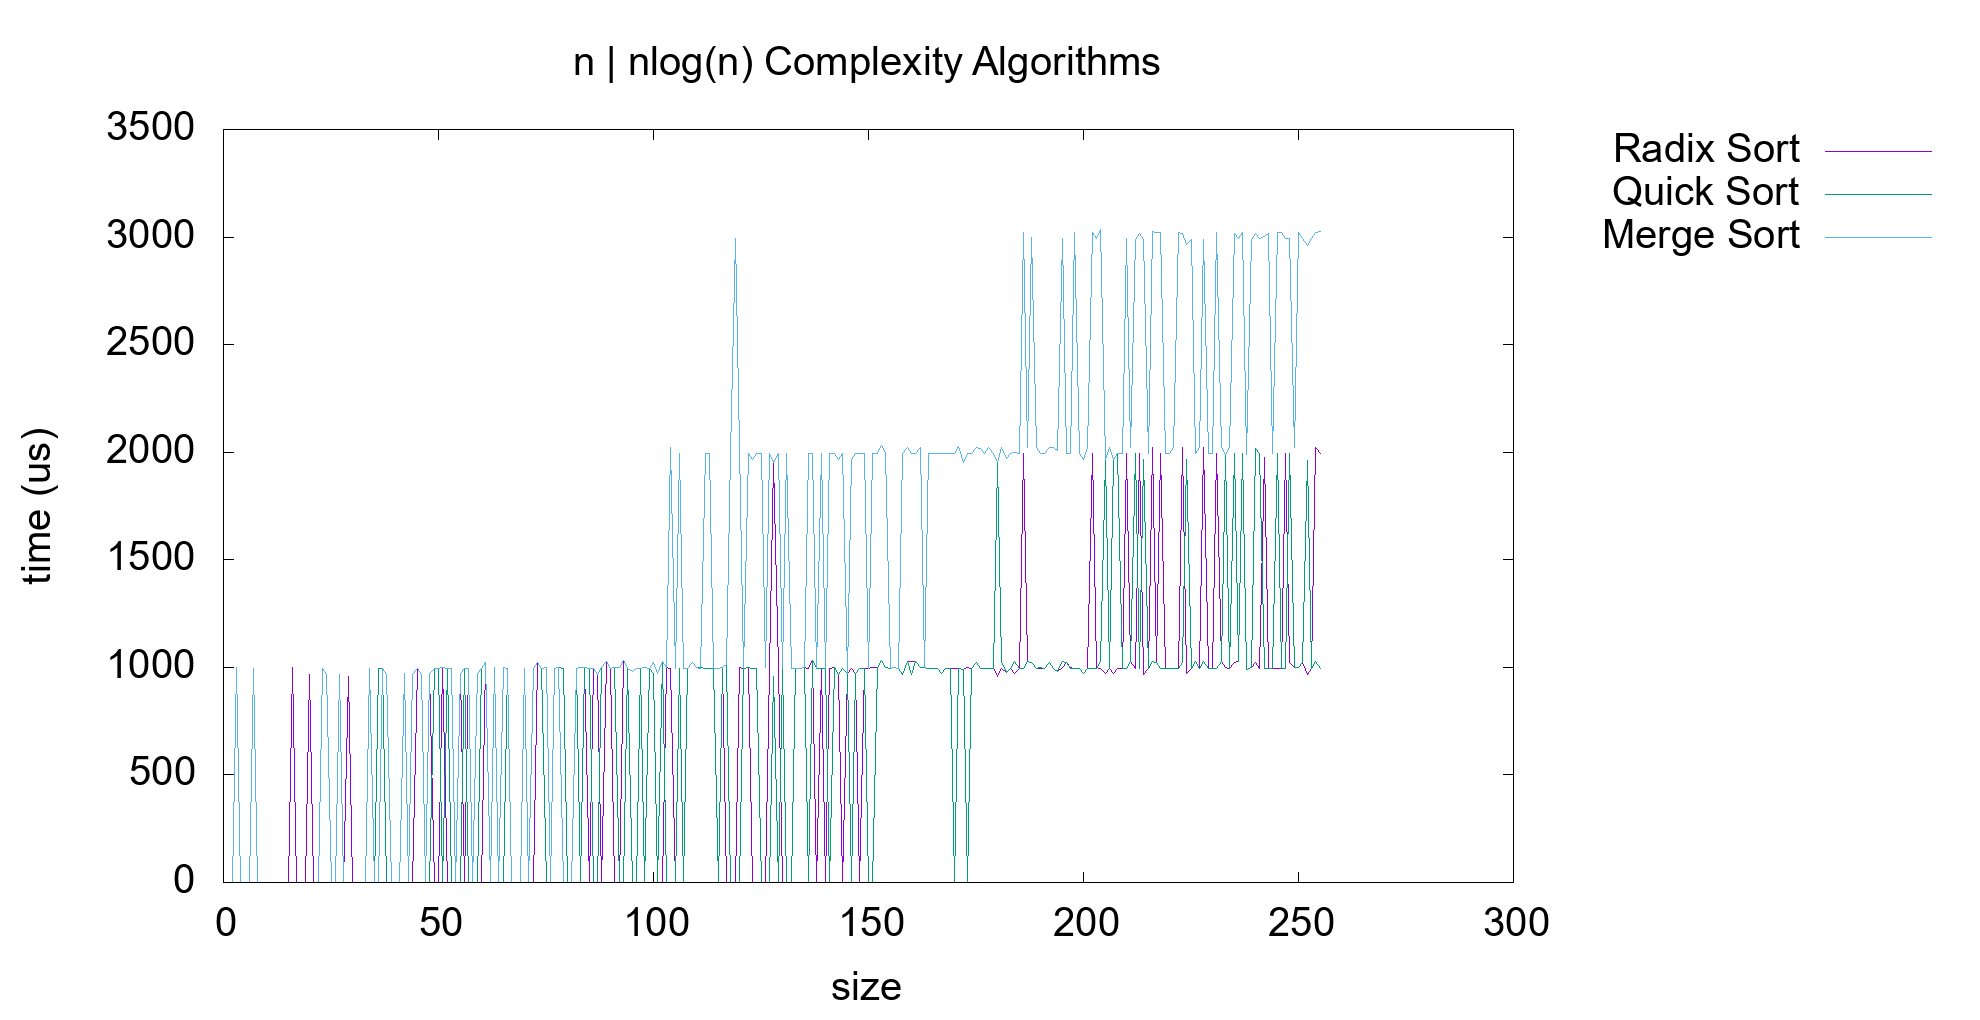 n | nlog(n) Complexity Algorithms
3500
3000
2500
2000
1500
1000
500
0
time (us)
0 50 100 150 200 250 300
size
Radix Sort
Quick Sort
Merge Sort